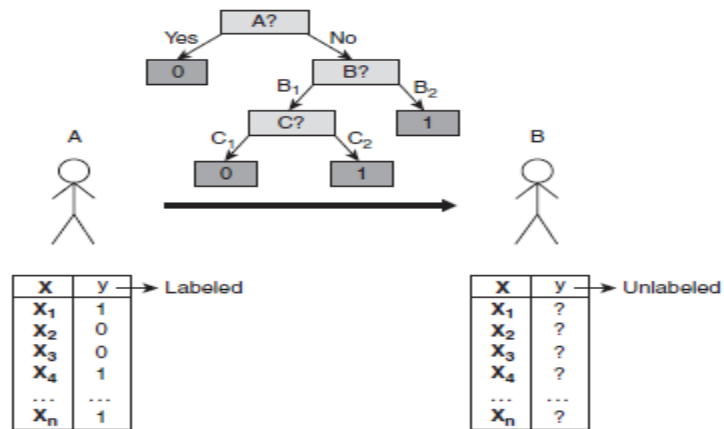 A?
Yes No
0 B?
B₁ B₂
C? 1
A C₁ C₂ B
0 1
x y → Labeled
x₁ 1
x₂ 0
x₃ 0
x₄ 1
... ...
xₙ 1
x y → Unlabeled
x₁ ?
x₂ ?
x₃ ?
x₄ ?
... ...
xₙ ?